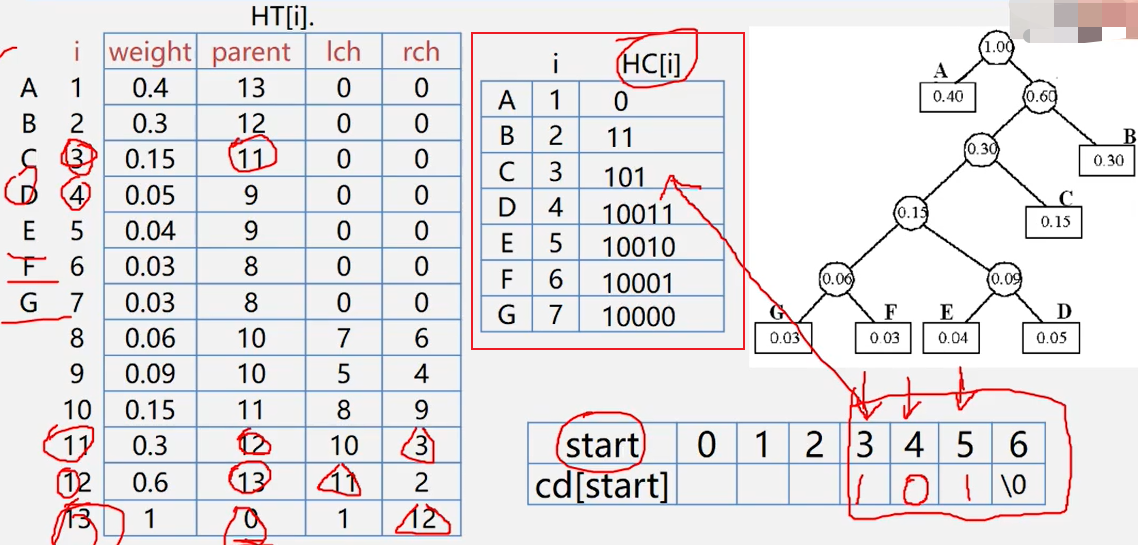 HT[i].
i weight parent lch rch
A 1 0.4 13 0 0
B 2 0.3 12 0 0
C 3 0.15 11 0 0
D 4 0.05 9 0 0
E 5 0.04 9 0 0
F 6 0.03 8 0 0
G 7 0.03 8 0 0
8 0.06 10 7 6
9 0.09 10 5 4
10 0.15 11 8 9
11 0.3 12 10 3
12 0.6 13 11 2
13 1 0 1 12
i HC[i]
A 1 0
B 2 11
C 3 101
D 4 10011
E 5 10010
F 6 10001
G 7 10000
1.00
A
0.40 0.60
B
0.30 0.30
C
0.15 0.15
0.06 0.09
G F E D
0.03 0.03 0.04 0.05
start 0 1 2 3 4 5 6
cd[start] 1 0 1 \0